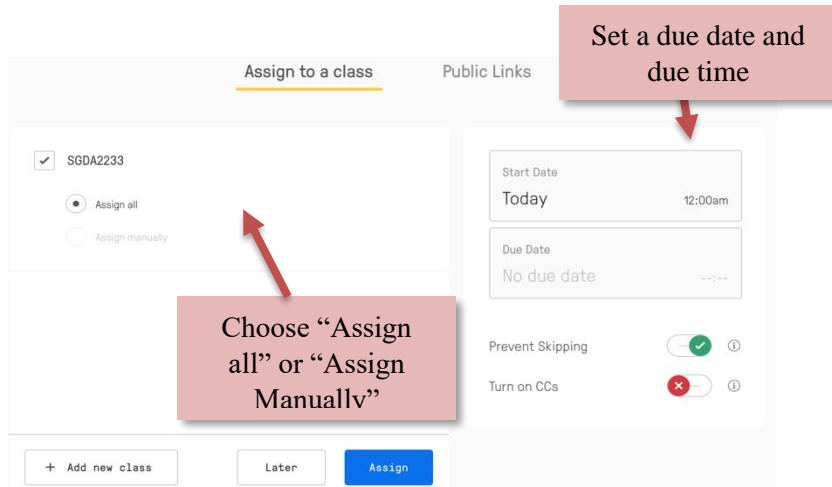 Set a due date and
due time
Assign to a class
Public Links
SGDA2233
Assign all
Assign manually
Start Date
Today 12:00am
Due Date
No due date --:--
Choose “Assign
all” or “Assign
Manually”
Prevent Skipping
Turn on CCs
+ Add new class
Later
Assign